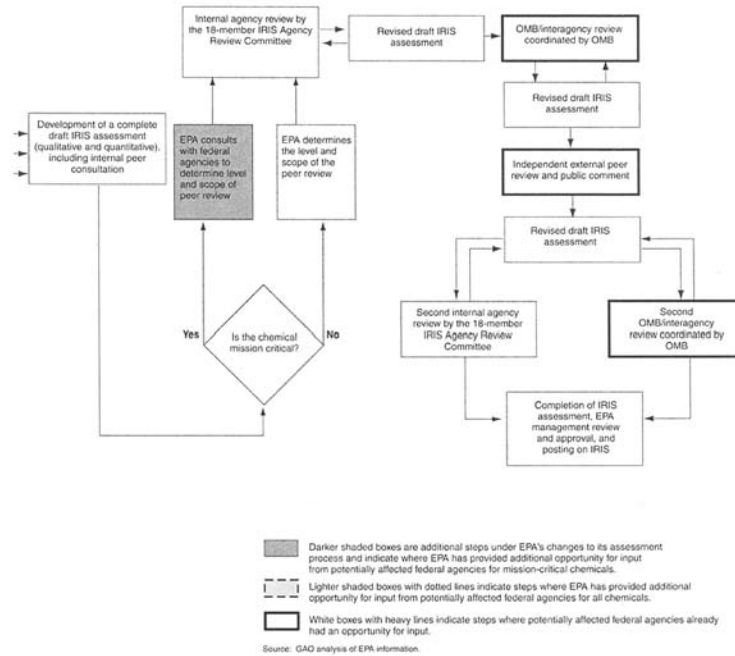 Internal agency review by
the 18-member IRIS Agency
Review Committee
Revised draft IRIS
assessment
OMB/interagency review
coordinated by OMB
Revised draft IRIS
assessment
Development of a complete
draft IRIS assessment
(qualitative and quantitative),
including internal peer
consultation
EPA consults
with federal
agencies to
determine level
and scope of
peer review
EPA determines
the level and
scope of the
peer review
Independent external peer
review and public comment
Revised draft IRIS
assessment
Yes
Is the chemical
mission critical?
No
Second internal agency
review by the 18-member
IRIS Agency Review
Committee
Second
OMB/interagency
review coordinated by
OMB
Completion of IRIS
assessment, EPA
management review
and approval, and
posting on IRIS
Darker shaded boxes are additional steps under EPA's changes to its assessment
process and indicate where EPA has provided additional opportunity for input
from potentially affected federal agencies for mission-critical chemicals.
Lighter shaded boxes with dotted lines indicate steps where EPA has provided additional
opportunity for input from potentially affected federal agencies for all chemicals.
White boxes with heavy lines indicate steps where potentially affected federal agencies already
had an opportunity for input.
Source: GAO analysis of EPA information.